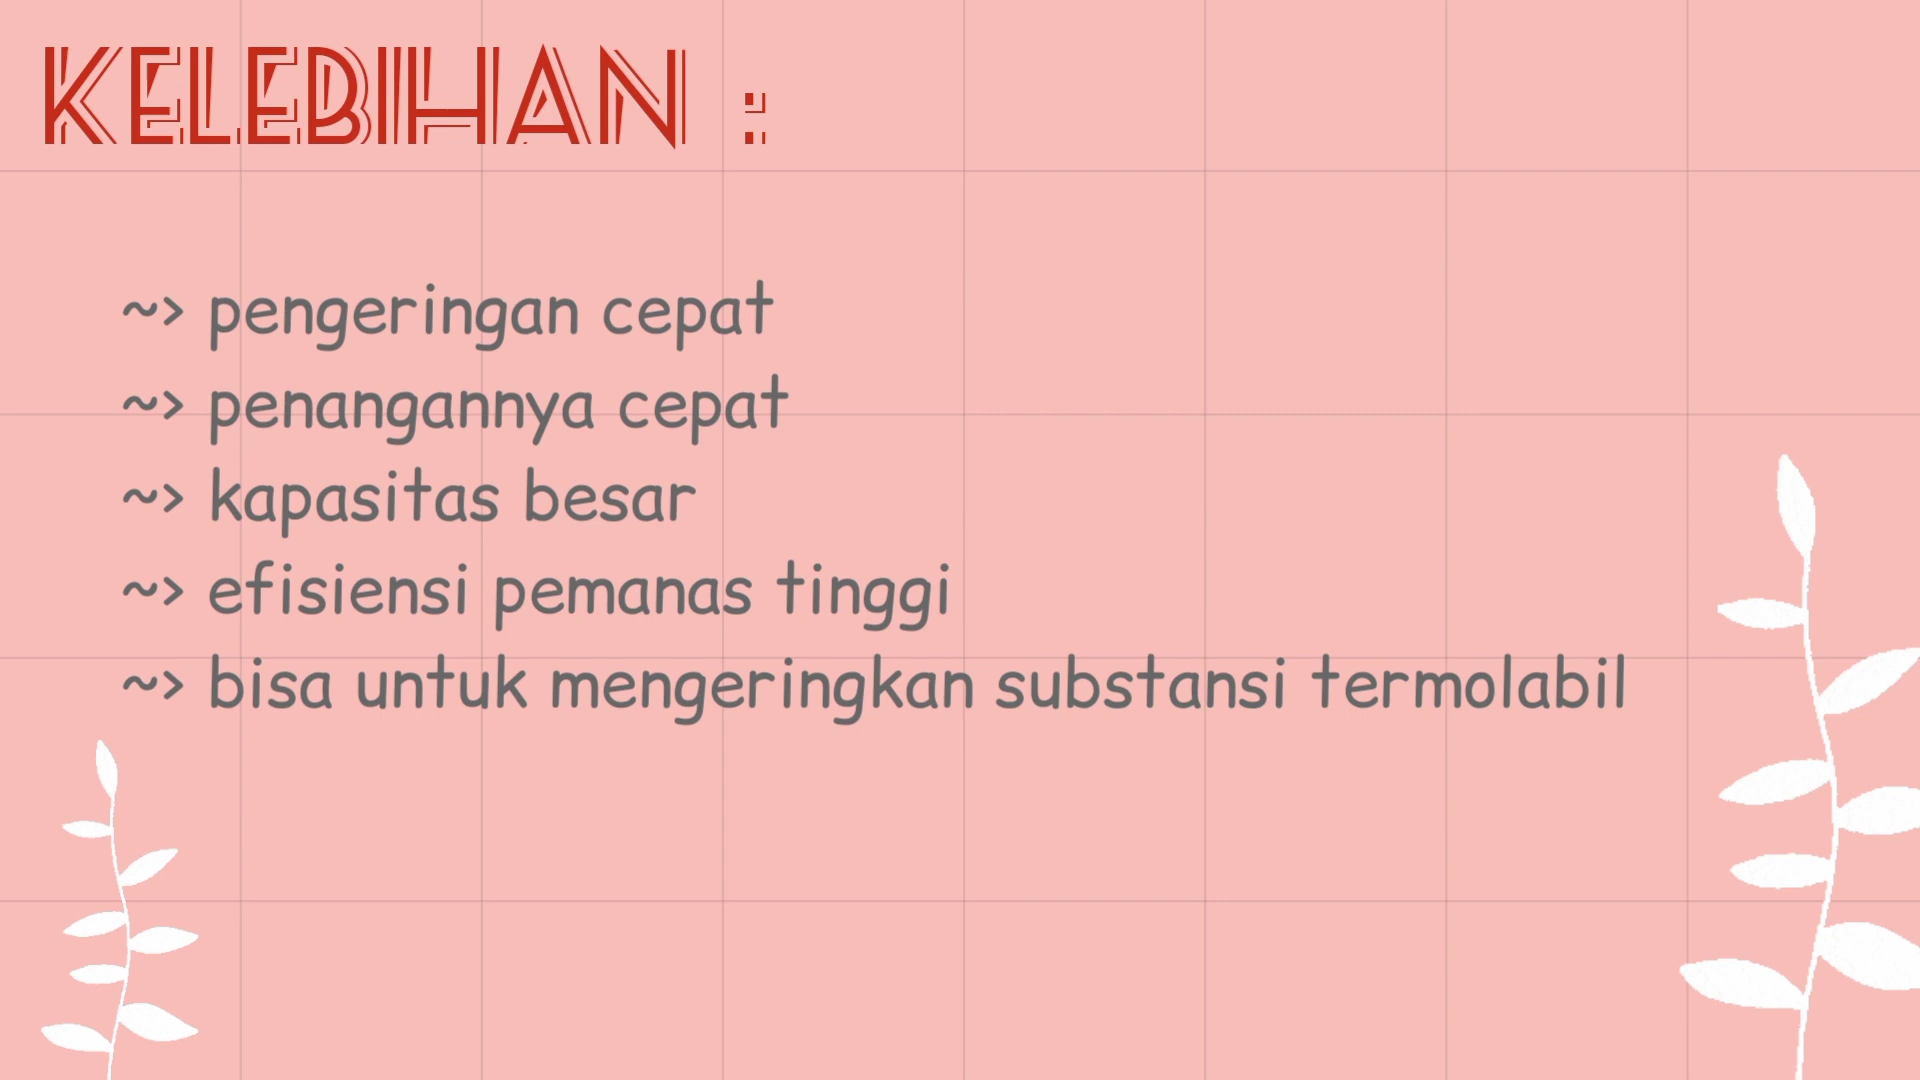 KELEBIHAN :
~> pengeringan cepat
~> penangannya cepat
~> kapasitas besar
~> efisiensi pemanas tinggi
~> bisa untuk mengeringkan substansi termolabil